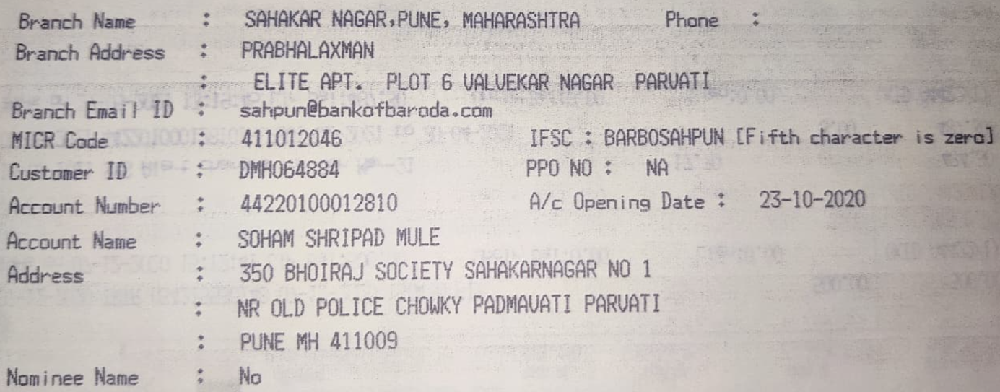 Branch Name : SAHAKAR NAGAR,PUNE, MAHARASHTRA Phone :
Branch Address : PRABHALAXMAN
: ELITE APT. PLOT 6 VALVEKAR NAGAR PARVATI
Branch Email ID : sahpun@bankofbaroda.com
MICR Code : 411012046 IFSC : BARB0SAHPUN [Fifth character is zero]
Customer ID : DMH064884 PPO NO : NA
Account Number : 44220100012810 A/c Opening Date : 23-10-2020
Account Name : SOHAM SHRIPAD MULE
Address : 350 BHOIRAJ SOCIETY SAHAKARNAGAR NO 1
: NR OLD POLICE CHOWKY PADMAVATI PARVATI
: PUNE MH 411009
Nominee Name : No